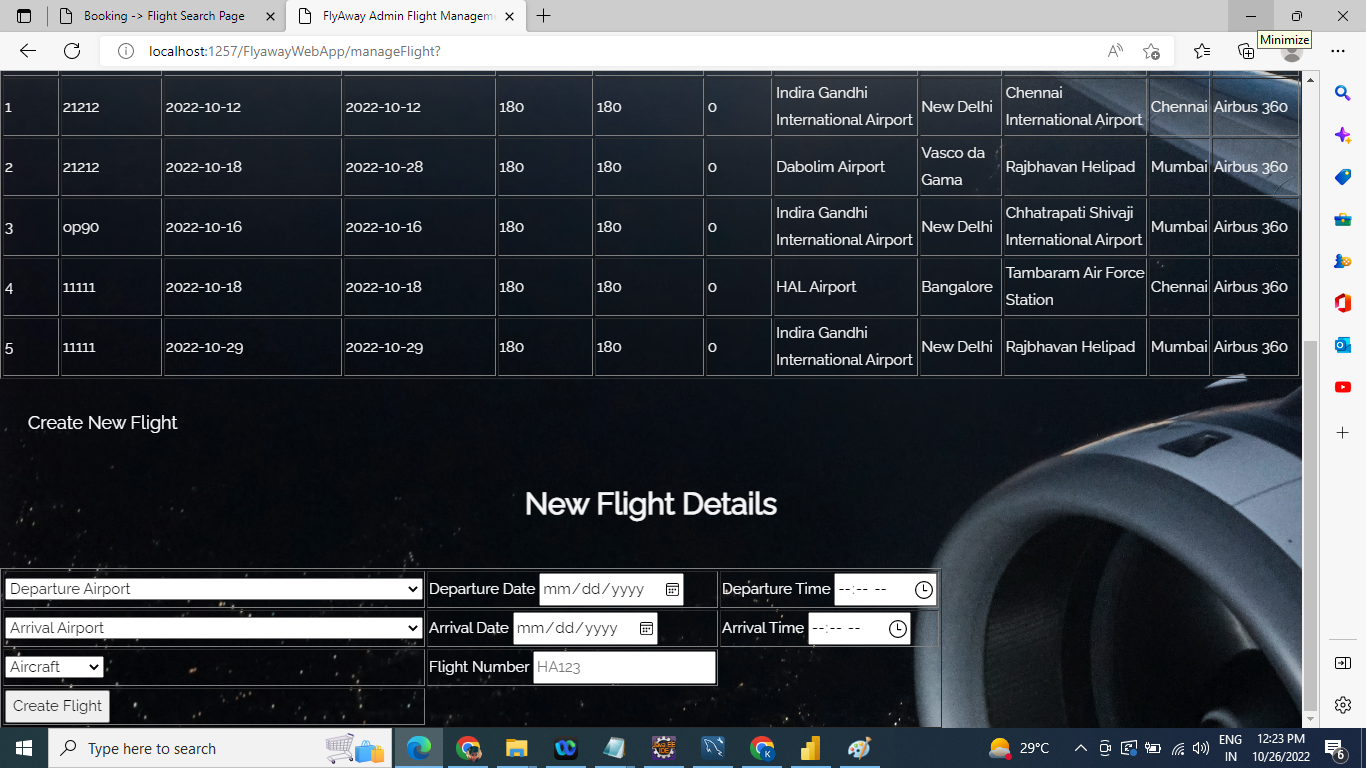 Booking -> Flight Search Page
FlyAway Admin Flight Managem
Minimize
localhost:1257/FlyawayWebApp/manageFlight?
1 21212 2022-10-12 2022-10-12 180 180 0 Indira Gandhi International Airport New Delhi Chennai International Airport Chennai Airbus 360
2 21212 2022-10-18 2022-10-28 180 180 0 Dabolim Airport Vasco da Gama Rajbhavan Helipad Mumbai Airbus 360
3 op90 2022-10-16 2022-10-16 180 180 0 Indira Gandhi International Airport New Delhi Chhatrapati Shivaji International Airport Mumbai Airbus 360
4 11111 2022-10-18 2022-10-18 180 180 0 HAL Airport Bangalore Tambaram Air Force Station Chennai Airbus 360
5 11111 2022-10-29 2022-10-29 180 180 0 Indira Gandhi International Airport New Delhi Rajbhavan Helipad Mumbai Airbus 360
Create New Flight
New Flight Details
Departure Airport Departure Date mm/dd/yyyy Departure Time --:-- --
Arrival Airport Arrival Date mm/dd/yyyy Arrival Time --:-- --
Aircraft Flight Number HA123
Create Flight
Type here to search
29°C
ENG
IN
12:23 PM
10/26/2022
6